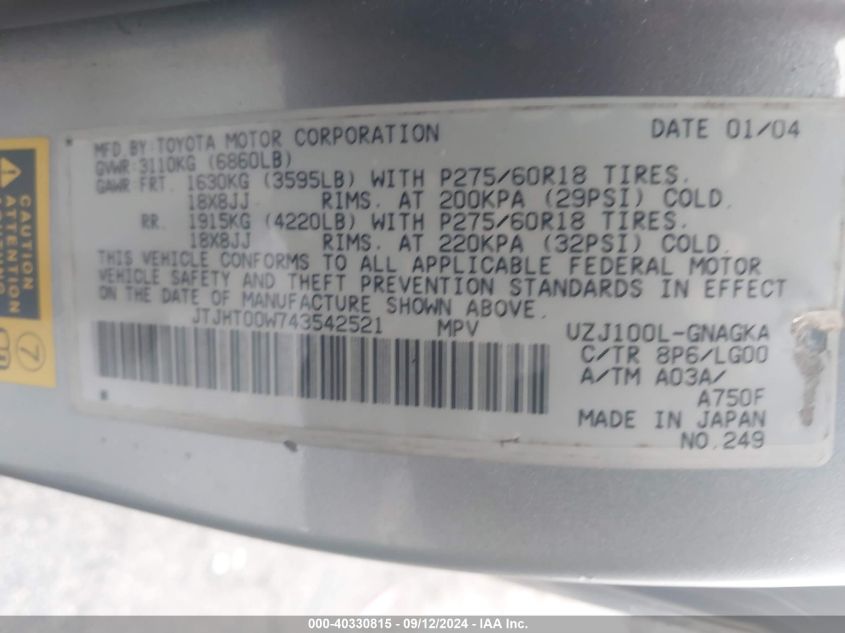 MFD. BY: TOYOTA MOTOR CORPORATION DATE 01/04
GVWR: 3110KG (6860LB)
GAWR: FRT. 1630KG (3595LB) WITH P275/60R18 TIRES.
18X8JJ RIMS. AT 200KPA (29PSI) COLD.
RR. 1915KG (4220LB) WITH P275/60R18 TIRES.
18X8JJ RIMS. AT 220KPA (32PSI) COLD.
THIS VEHICLE CONFORMS TO ALL APPLICABLE FEDERAL MOTOR
VEHICLE SAFETY AND THEFT PREVENTION STANDARDS IN EFFECT
ON THE DATE OF MANUFACTURE SHOWN ABOVE.
JTJHT00W743542521 MPV UZJ100L-GNAGKA
C/TR 8P6/LG00
A/TM A03A/
A750F
MADE IN JAPAN
NO.249
CAUTION
ATTENTION
7
000-40330815 - 09/12/2024 - IAA Inc.